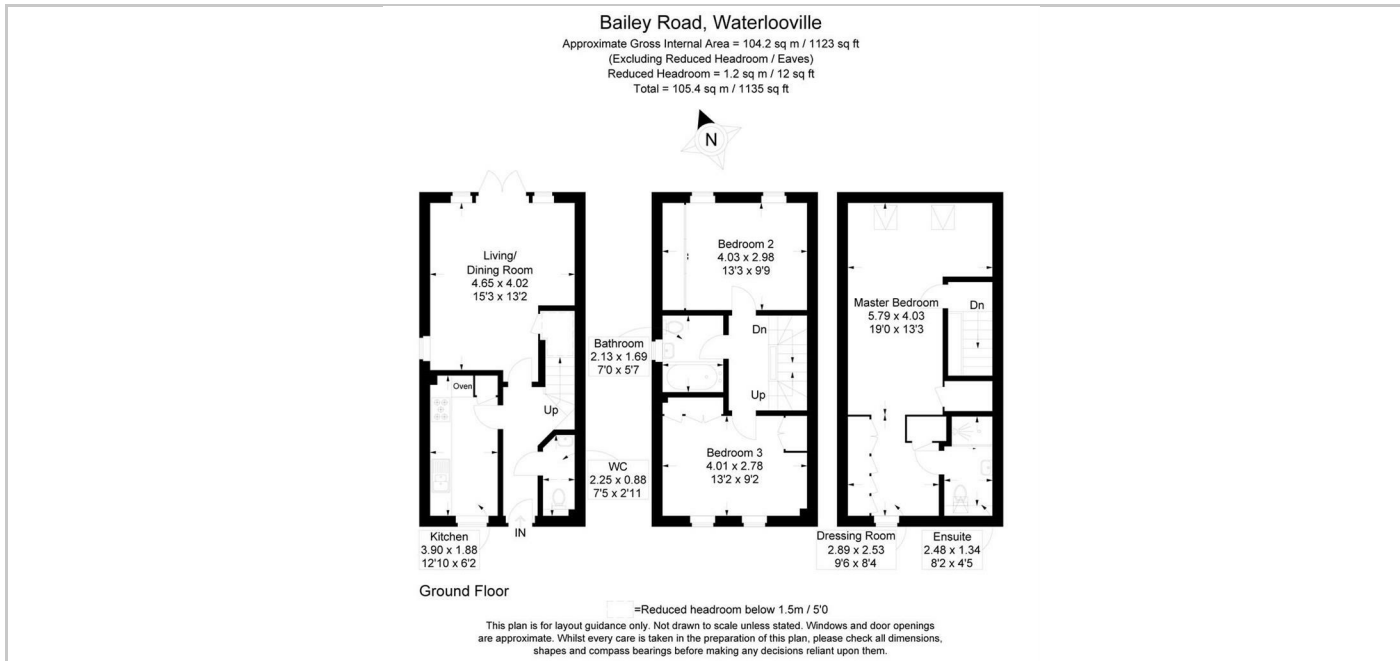 Bailey Road, Waterlooville
Approximate Gross Internal Area = 104.2 sq m / 1123 sq ft
(Excluding Reduced Headroom / Eaves)
Reduced Headroom = 1.2 sq m / 12 sq ft
Total = 105.4 sq m / 1135 sq ft
N
Living/
Dining Room
4.65 x 4.02
15'3 x 13'2
Oven
Up
Kitchen
3.90 x 1.88
12'10 x 6'2
IN
WC
2.25 x 0.88
7'5 x 2'11
Ground Floor
Bathroom
2.13 x 1.69
7'0 x 5'7
Bedroom 2
4.03 x 2.98
13'3 x 9'9
Dn
Up
Bedroom 3
4.01 x 2.78
13'2 x 9'2
Master Bedroom
5.79 x 4.03
19'0 x 13'3
Dn
Dressing Room
2.89 x 2.53
9'6 x 8'4
Ensuite
2.48 x 1.34
8'2 x 4'5
=Reduced headroom below 1.5m / 5'0
This plan is for layout guidance only. Not drawn to scale unless stated. Windows and door openings
are approximate. Whilst every care is taken in the preparation of this plan, please check all dimensions,
shapes and compass bearings before making any decisions reliant upon them.